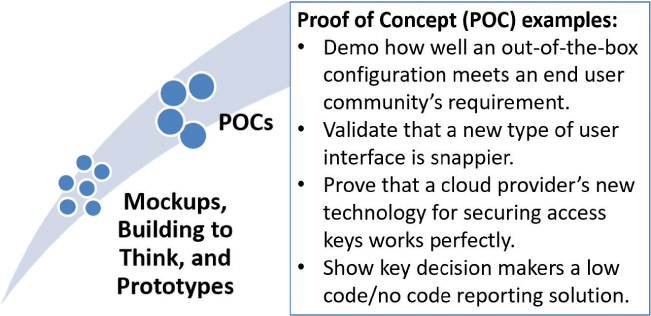 POCs
Mockups,
Building to
Think, and
Prototypes
Proof of Concept (POC) examples:
• Demo how well an out-of-the-box
configuration meets an end user
community’s requirement.
• Validate that a new type of user
interface is snappier.
• Prove that a cloud provider’s new
technology for securing access
keys works perfectly.
• Show key decision makers a low
code/no code reporting solution.